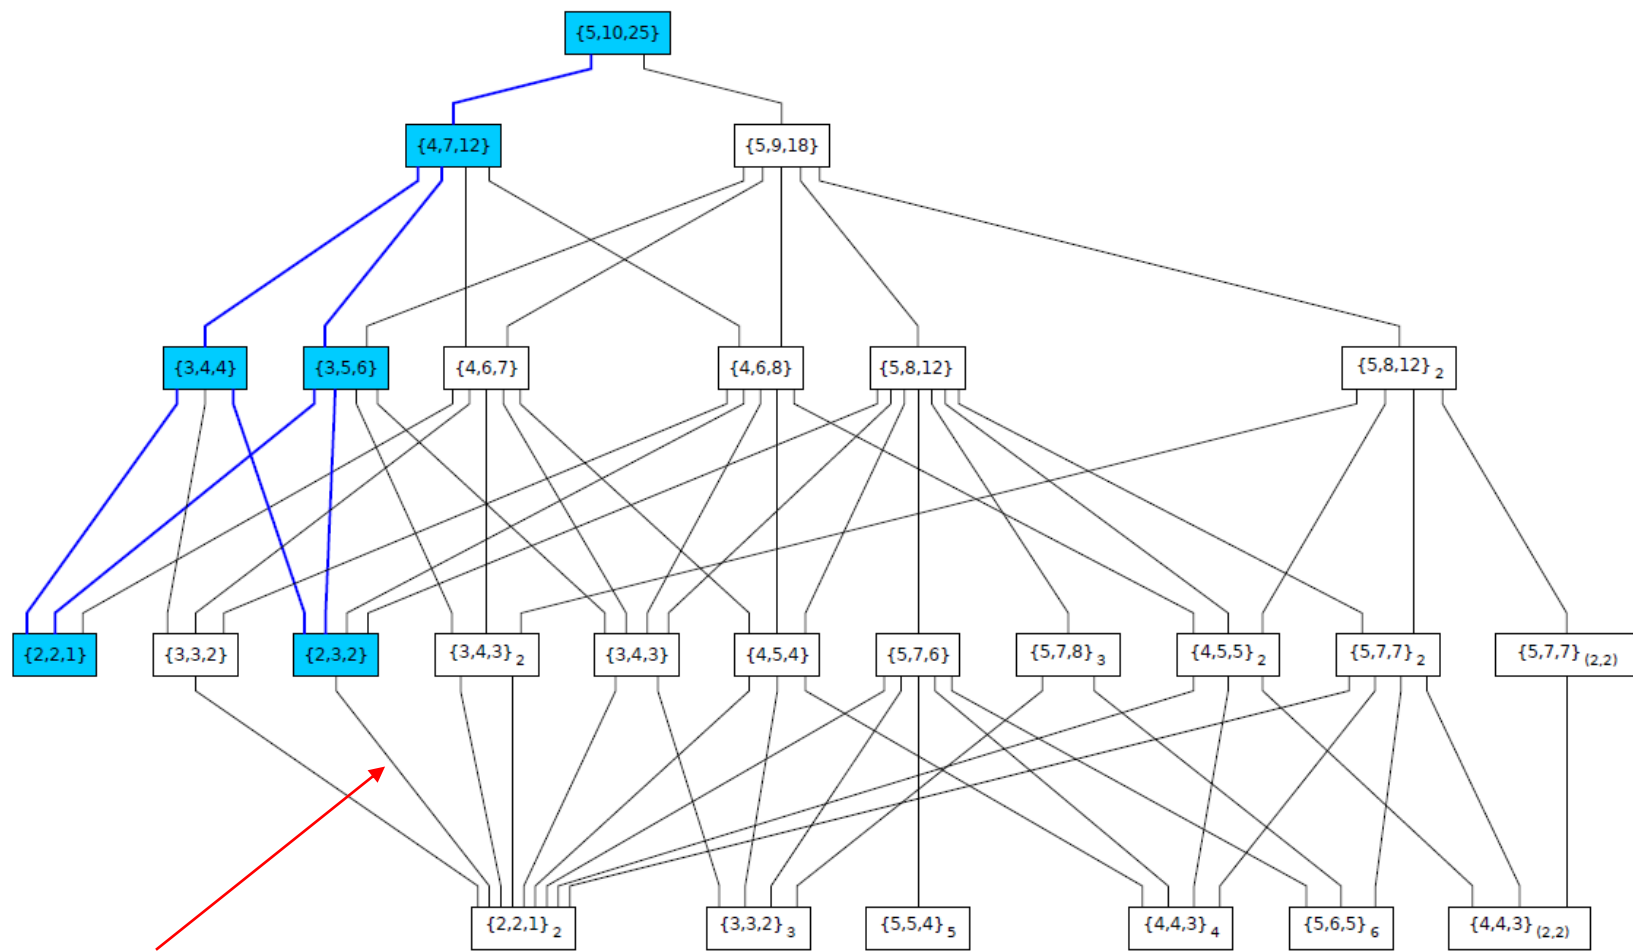 {5,10,25}
{4,7,12} {5,9,18}
{3,4,4} {3,5,6} {4,6,7} {4,6,8} {5,8,12} {5,8,12} 2
{2,2,1} {3,3,2} {2,3,2} {3,4,3} 2 {3,4,3} {4,5,4} {5,7,6} {5,7,8} 3 {4,5,5} 2 {5,7,7} 2 {5,7,7} (2,2)
{2,2,1} 2 {3,3,2} 3 {5,5,4} 5 {4,4,3} 4 {5,6,5} 6 {4,4,3} (2,2)